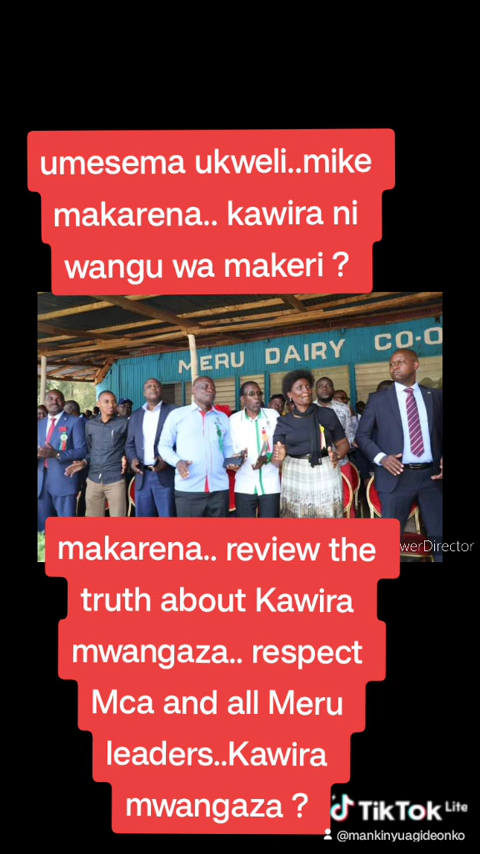 umesema ukweli..mike
makarena.. kawira ni
wangu wa makeri ?
MERU DAIRY CO-O
werDirector
makarena.. review the
truth about Kawira
mwangaza.. respect
Mca and all Meru
leaders..Kawira
mwangaza ?
TikTok Lite
@mankinyuagideonko